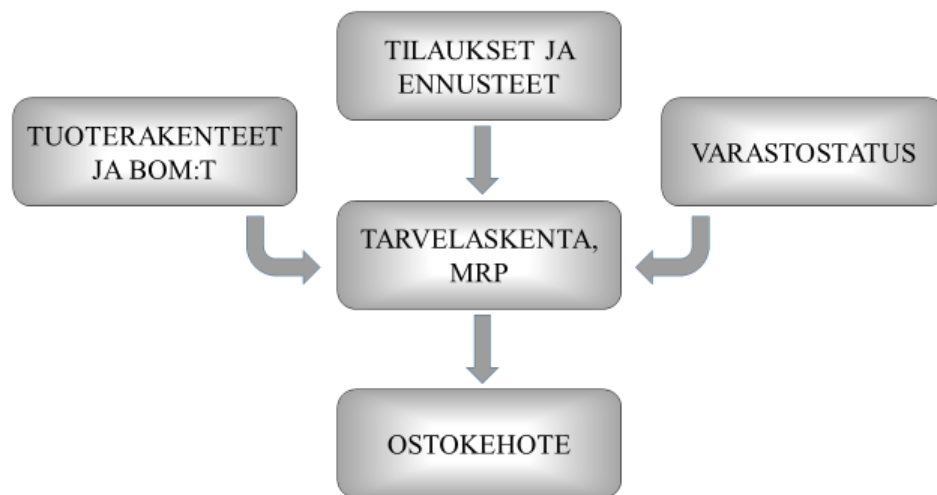 TILAUKSET JA
ENNUSTEET
TUOTERAKENTEET
JA BOM:T
VARASTOSTATUS
TARVELASKENTA,
MRP
OSTOKEHOTE